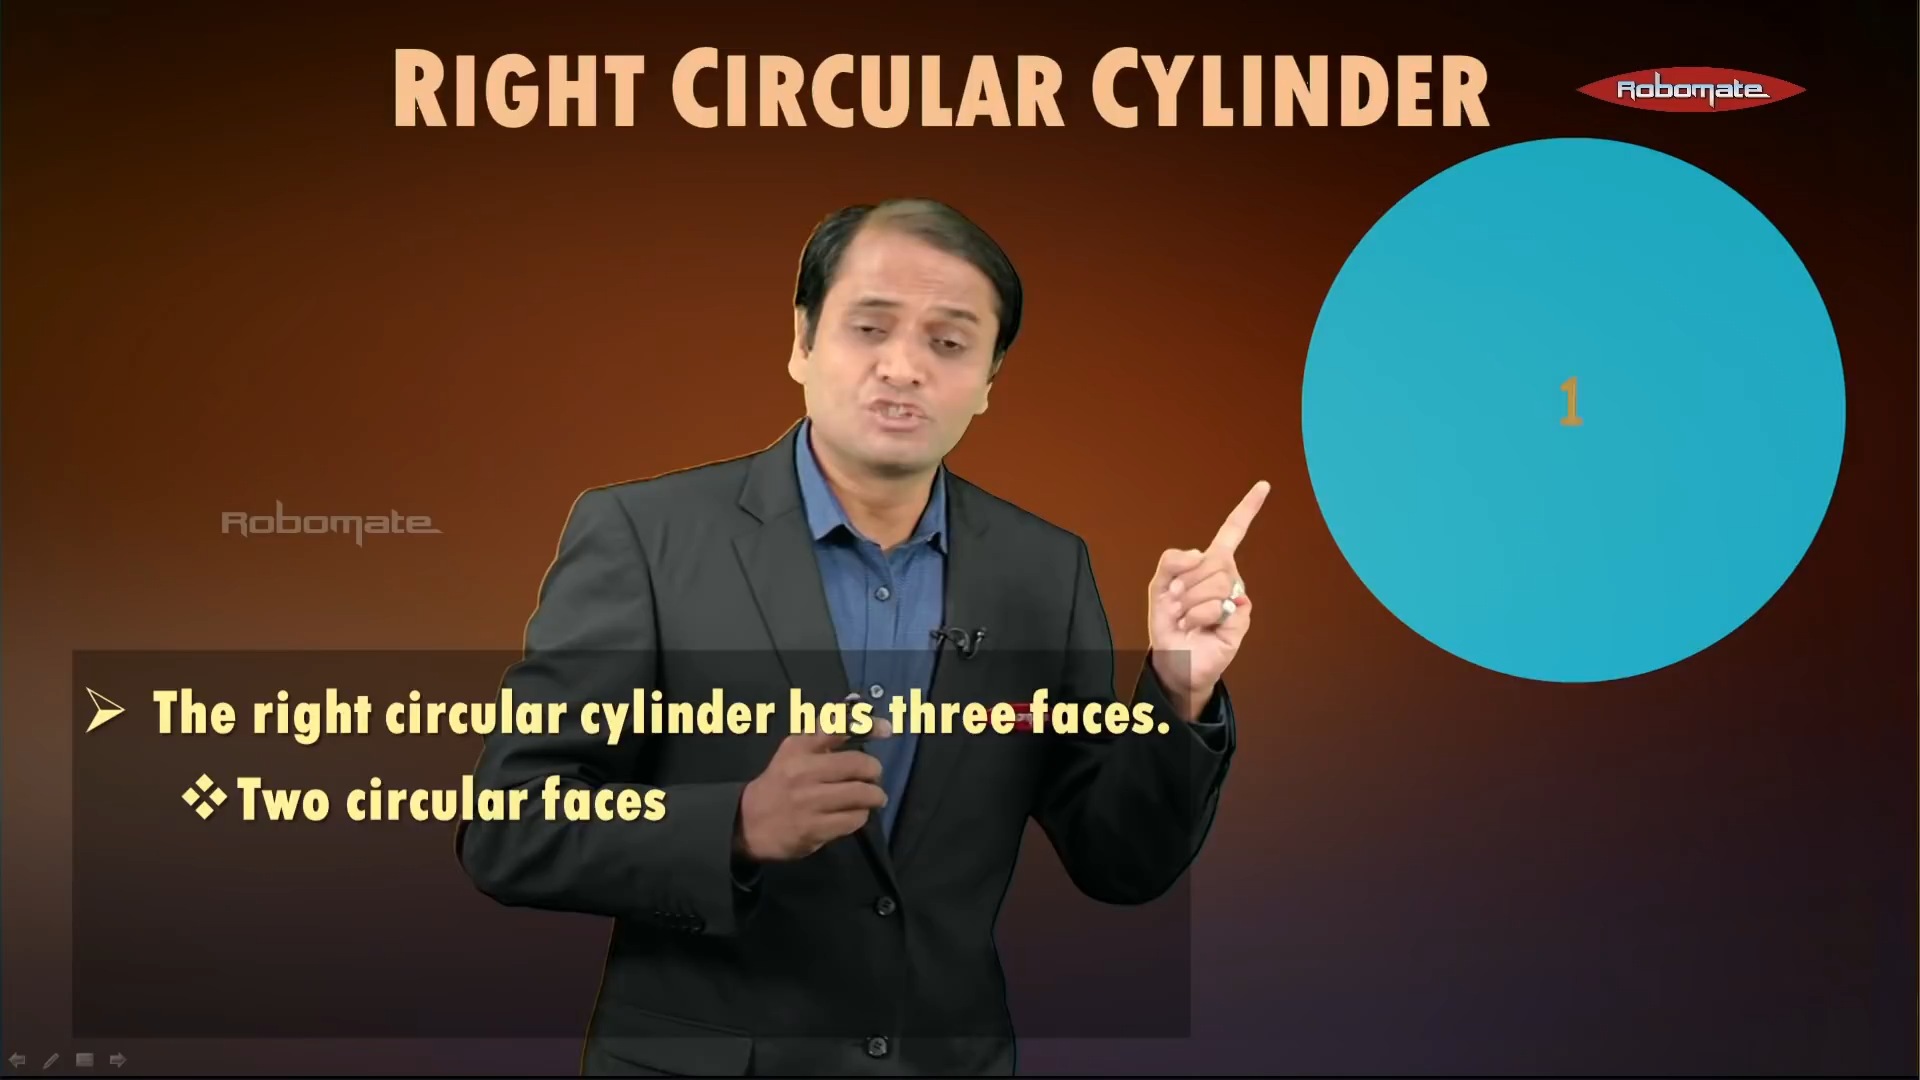 RIGHT CIRCULAR CYLINDER
Robomate
1
Robomate
The right circular cylinder has three faces.
Two circular faces